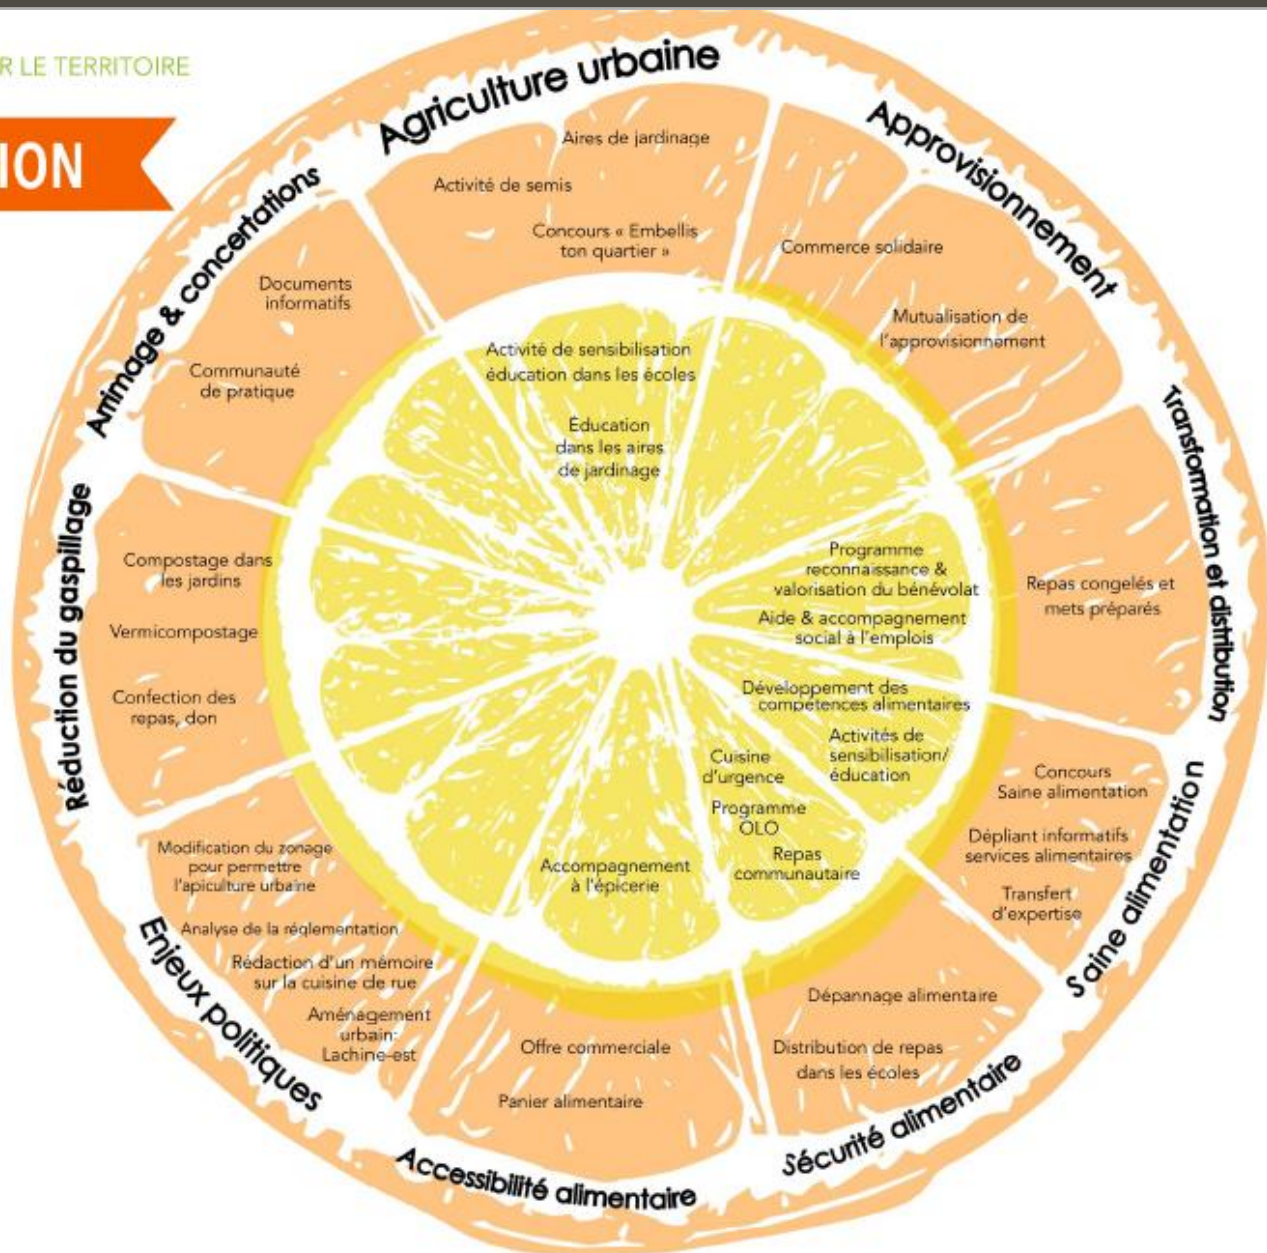 R LE TERRITOIRE
ION
Agriculture urbaine
Aires de jardinage
Activité de semis
Concours « Embellis
ton quartier »
Activité de sensibilisation
éducation dans les écoles
Éducation
dans les aires
de jardinage
Approvisionnement
Commerce solidaire
Mutualisation de
l'approvisionnement
Transformation et distribution
Repas congelés et
mets préparés
Programme
reconnaissance &
valorisation du bénévolat
Aide & accompagnement
social à l'emplois
Saine alimentation
Concours
Saine alimentation
Dépliant informatifs
services alimentaires
Transfert
d'expertise
Développement des
compétences alimentaires
Activités de
sensibilisation/
éducation
Sécurité alimentaire
Dépannage alimentaire
Distribution de repas
dans les écoles
Cuisine
d'urgence
Programme
OLO
Repas
communautaire
Accessibilité alimentaire
Offre commerciale
Panier alimentaire
Accompagnement
à l'épicerie
Enjeux politiques
Modification du zonage
pour permettre
l'apiculture urbaine
Analyse de la réglementation
Rédaction d'un mémoire
sur la cuisine de rue
Aménagement
urbain:
Lachine-est
Réduction du gaspillage
Compostage dans
les jardins
Vermicompostage
Confection des
repas, don
Arrimage & concertations
Documents
informatifs
Communauté
de pratique